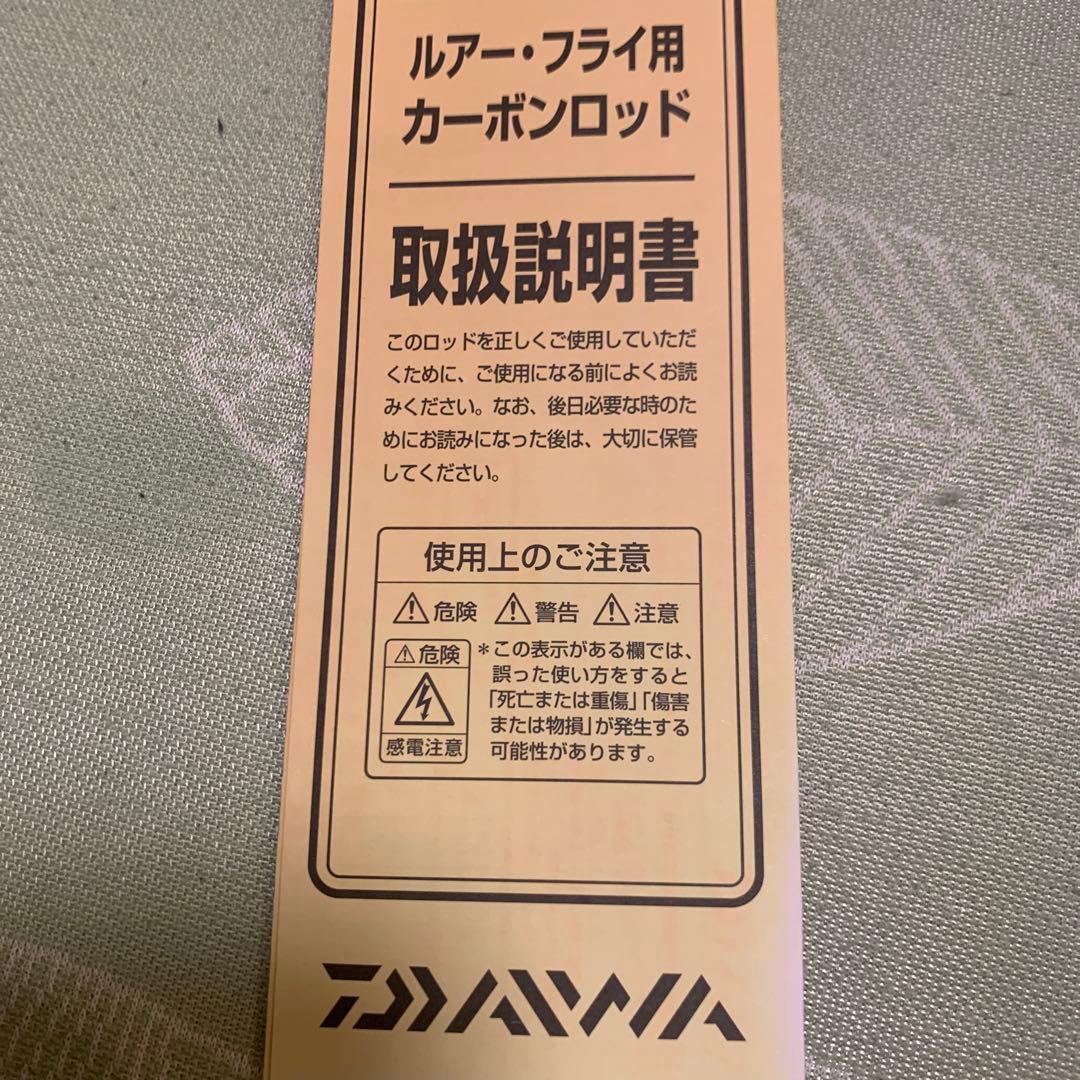 ルアー・フライ用
カーボンロッド
取扱説明書
このロッドを正しくご使用していただ
くために、ご使用になる前によくお読
みください。なお、後日必要な時のた
めにお読みになった後は、大切に保管
してください。
使用上のご注意
危険 警告 注意
危険
感電注意
＊この表示がある欄では、
誤った使い方をすると
「死亡または重傷」「傷害
または物損」が発生する
可能性があります。
DAIWA